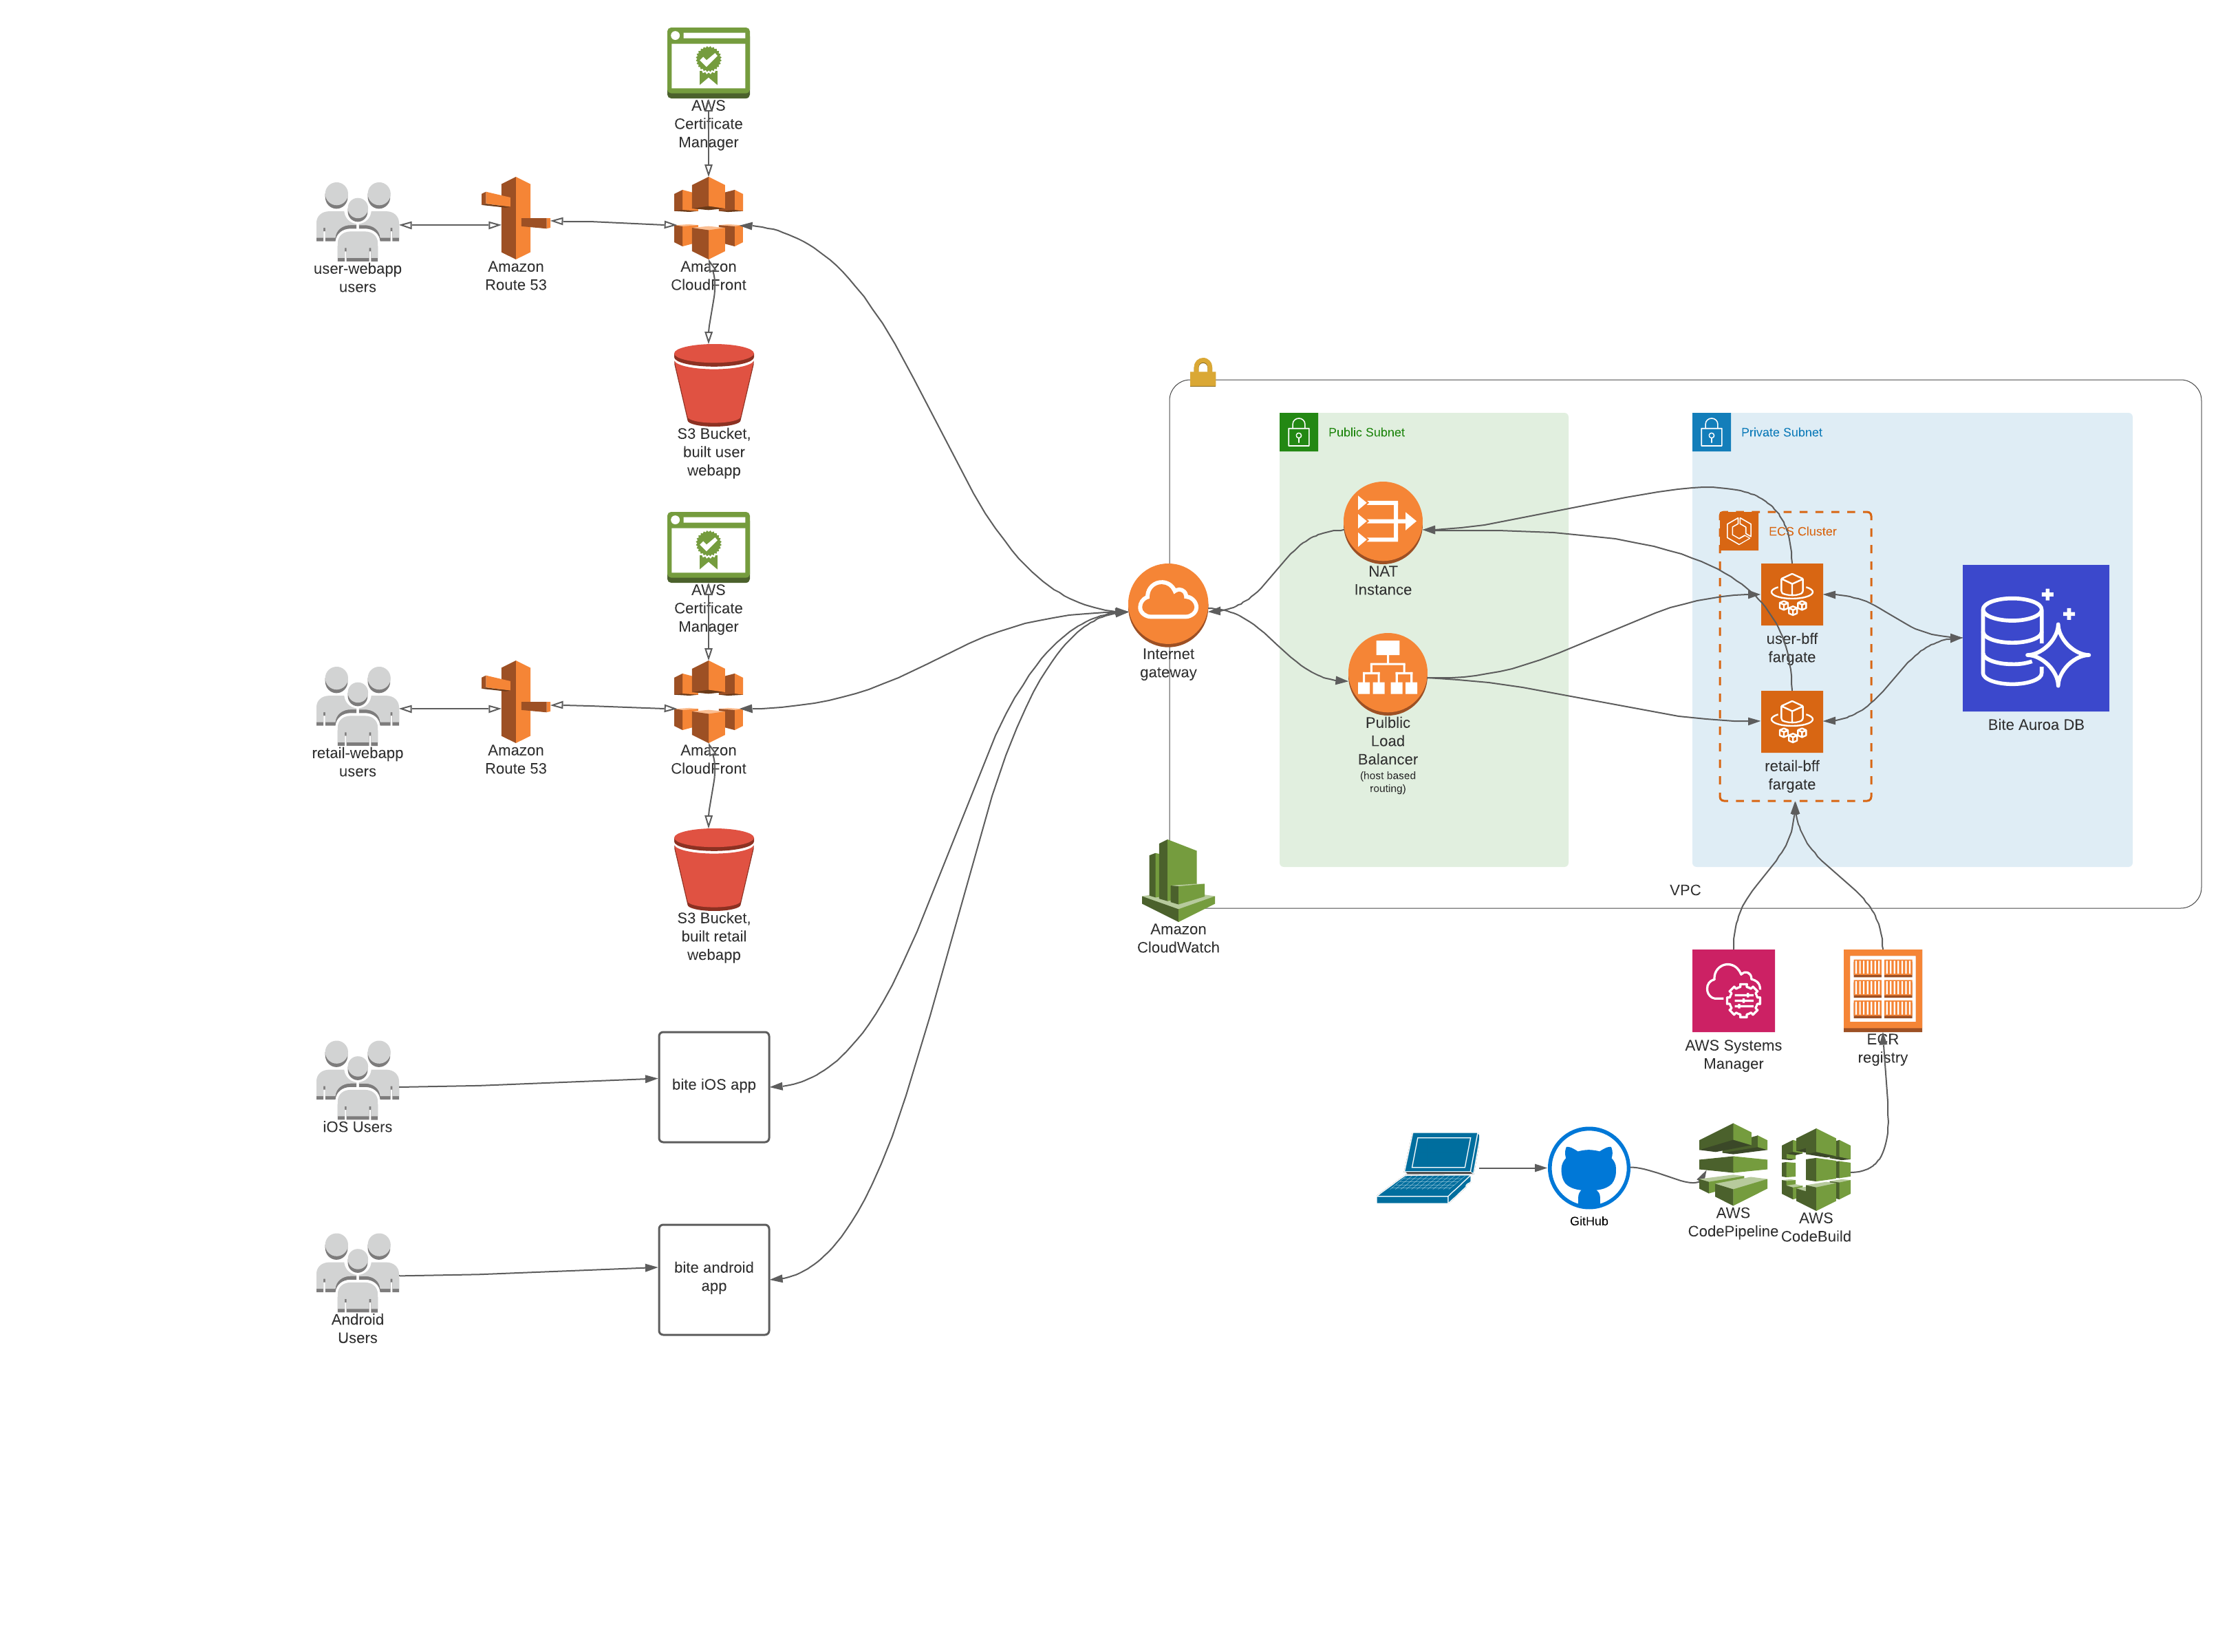 AWS
Certificate
Manager
user-webapp
users
Amazon
Route 53
Amazon
CloudFront
S3 Bucket,
built user
webapp
AWS
Certificate
Manager
retail-webapp
users
Amazon
Route 53
Amazon
CloudFront
S3 Bucket,
built retail
webapp
iOS Users
bite iOS app
Android
Users
bite android
app
Internet
gateway
Amazon
CloudWatch
VPC
Public Subnet
NAT
Instance
Pulblic
Load
Balancer
(host based
routing)
Private Subnet
ECS Cluster
user-bff
fargate
retail-bff
fargate
Bite Auroa DB
AWS Systems
Manager
ECR
registry
GitHub
AWS
CodePipeline
AWS
CodeBuild